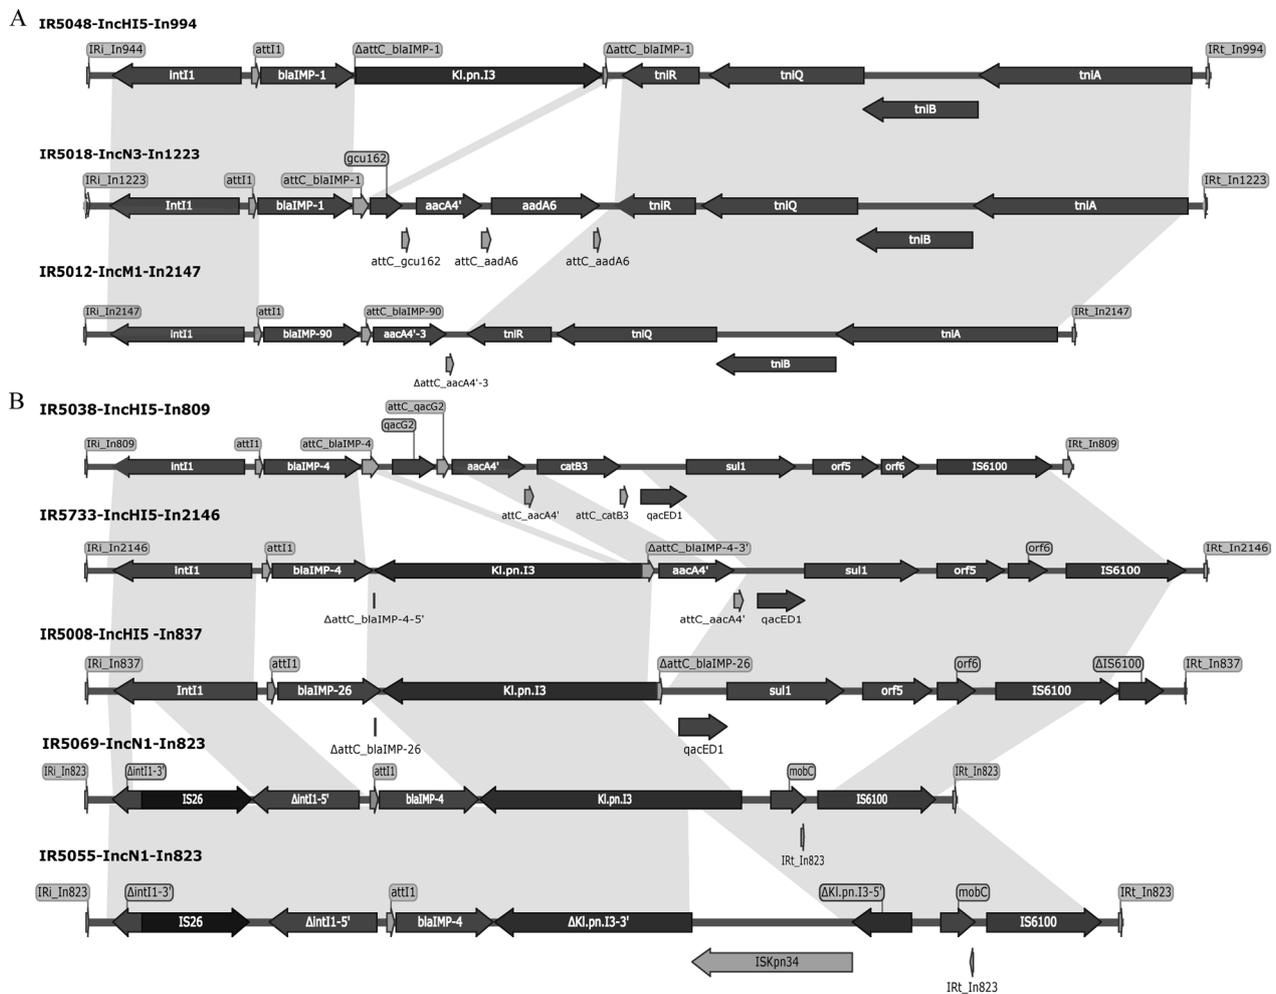 A
IR5048-IncHI5-In994
IRi_In944 attI1 ΔattC_blaIMP-1 ΔattC_blaIMP-1 IRt_In994
intI1 blaIMP-1 Kl.pn.I3 tniR tniQ tniA
tniB
IR5018-IncN3-In1223
gcu162
IRi_In1223 attI1 attC_blaIMP-1 IRt_In1223
IntI1 blaIMP-1 aacA4' aadA6 tniR tniQ tniA
tniB
attC_gcu162 attC_aadA6 attC_aadA6
IR5012-IncM1-In2147
IRi_In2147 attI1 attC_blaIMP-90 IRt_In2147
intI1 blaIMP-90 aacA4'-3 tniR tniQ tniA
tniB
ΔattC_aacA4'-3
B
IR5038-IncHI5-In809
attC_qacG2
qacG2
IRi_In809 attI1 attC_blaIMP-4 IRt_In809
intI1 blaIMP-4 aacA4' catB3 sul1 orf5 orf6 IS6100
attC_aacA4' attC_catB3 qacED1
IR5733-IncHI5-In2146
IRi_In2146 attI1 ΔattC_blaIMP-4-3' orf6 IRt_In2146
intI1 blaIMP-4 Kl.pn.I3 aacA4' sul1 orf5 IS6100
ΔattC_blaIMP-4-5' attC_aacA4' qacED1
IR5008-IncHI5 -In837
IRi_In837 attI1 ΔattC_blaIMP-26 orf6 ΔIS6100 IRt_In837
IntI1 blaIMP-26 Kl.pn.I3 sul1 orf5 IS6100
ΔattC_blaIMP-26 qacED1
IR5069-IncN1-In823
IRi_In823 ΔintI1-3' attI1 mobC IRt_In823
IS26 ΔintI1-5' blaIMP-4 Kl.pn.I3 IS6100
IRt_In823
IR5055-IncN1-In823
IRi_In823 ΔintI1-3' attI1 ΔKl.pn.I3-5' mobC IRt_In823
IS26 ΔintI1-5' blaIMP-4 ΔKl.pn.I3-3' IS6100
ISKpn34
IRt_In823